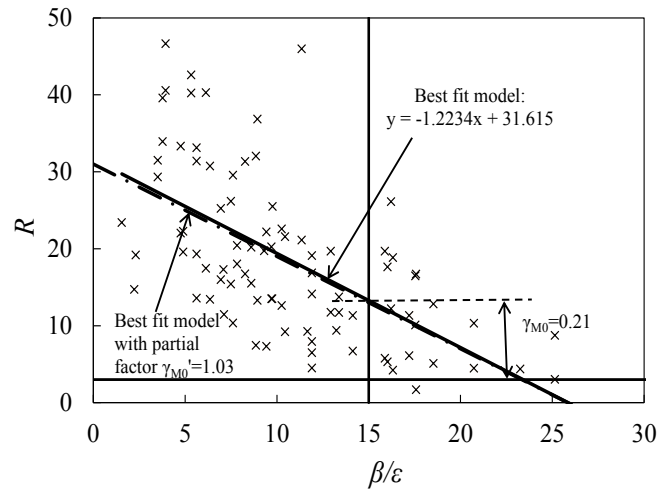 50
40
30
20
10
0
R
Best fit model:
y = -1.2234x + 31.615
Best fit model
with partial
factor γM0'=1.03
γM0=0.21
0 5 10 15 20 25 30
β/ε